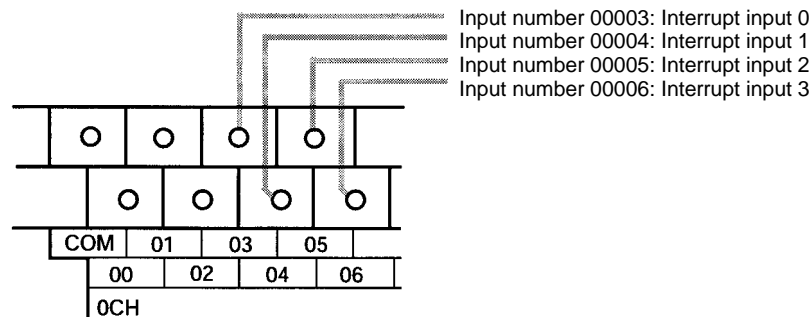 Input number 00003: Interrupt input 0
Input number 00004: Interrupt input 1
Input number 00005: Interrupt input 2
Input number 00006: Interrupt input 3
COM 01 03 05
00 02 04 06
0CH